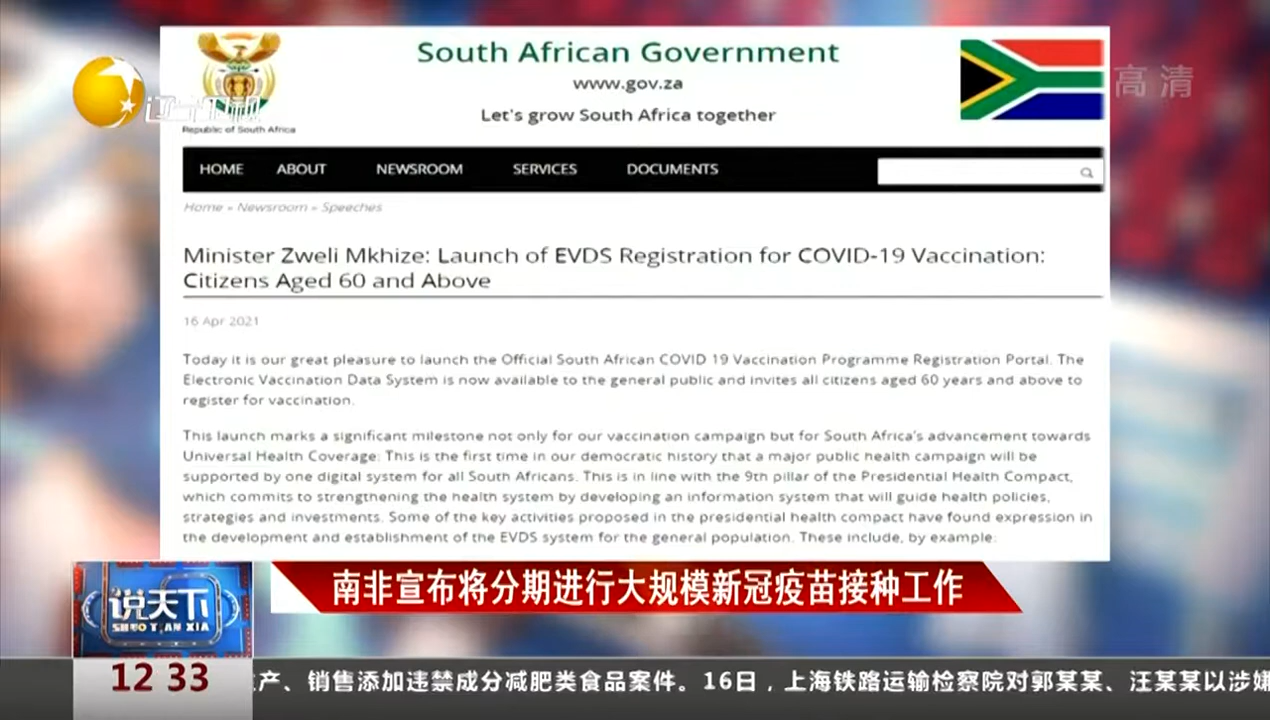 South African Government
www.gov.za
Let's grow South Africa together
高清
辽宁卫视
Republic of South Africa
HOME ABOUT NEWSROOM SERVICES DOCUMENTS
Home » Newsroom » Speeches
Minister Zweli Mkhize: Launch of EVDS Registration for COVID-19 Vaccination:
Citizens Aged 60 and Above
16 Apr 2021
Today it is our great pleasure to launch the Official South African COVID 19 Vaccination Programme Registration Portal. The
Electronic Vaccination Data System is now available to the general public and invites all citizens aged 60 years and above to
register for vaccination.
This launch marks a significant milestone not only for our vaccination campaign but for South Africa's advancement towards
Universal Health Coverage: This is the first time in our democratic history that a major public health campaign will be
supported by one digital system for all South Africans. This is in line with the 9th pillar of the Presidential Health Compact,
which commits to strengthening the health system by developing an information system that will guide health policies,
strategies and investments. Some of the key activities proposed in the presidential health compact have found expression in
the development and establishment of the EVDS system for the general population. These include, by example:
南非宣布将分期进行大规模新冠疫苗接种工作
说天下
SHUO TIAN XIA
12 33
产、销售添加违禁成分减肥类食品案件。16日，上海铁路运输检察院对郭某某、汪某某以涉嫌